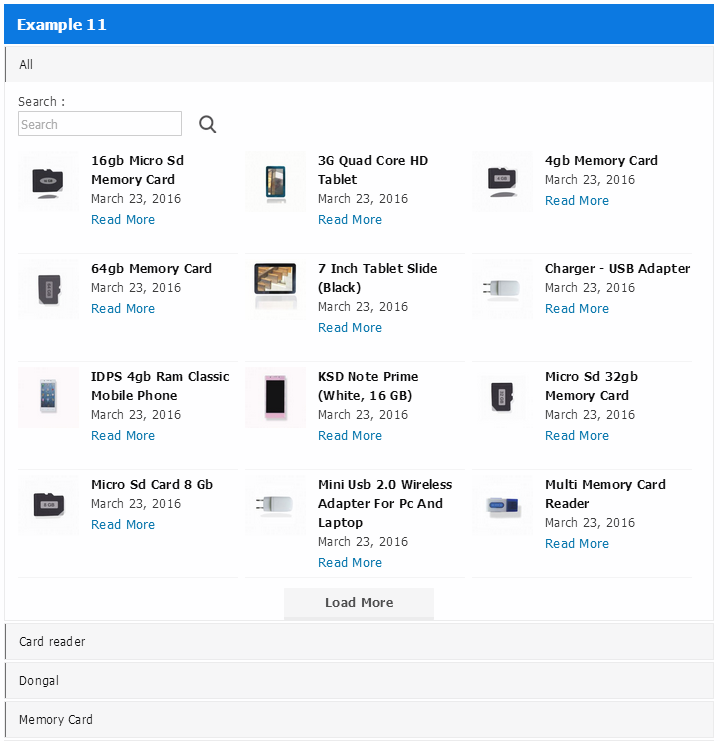 Example 11
All
Search :
Search
16gb Micro Sd
Memory Card
March 23, 2016
Read More
3G Quad Core HD
Tablet
March 23, 2016
Read More
4gb Memory Card
March 23, 2016
Read More
64gb Memory Card
March 23, 2016
Read More
7 Inch Tablet Slide
(Black)
March 23, 2016
Read More
Charger - USB Adapter
March 23, 2016
Read More
IDPS 4gb Ram Classic
Mobile Phone
March 23, 2016
Read More
KSD Note Prime
(White, 16 GB)
March 23, 2016
Read More
Micro Sd 32gb
Memory Card
March 23, 2016
Read More
Micro Sd Card 8 Gb
March 23, 2016
Read More
Mini Usb 2.0 Wireless
Adapter For Pc And
Laptop
March 23, 2016
Read More
Multi Memory Card
Reader
March 23, 2016
Read More
Load More
Card reader
Dongal
Memory Card